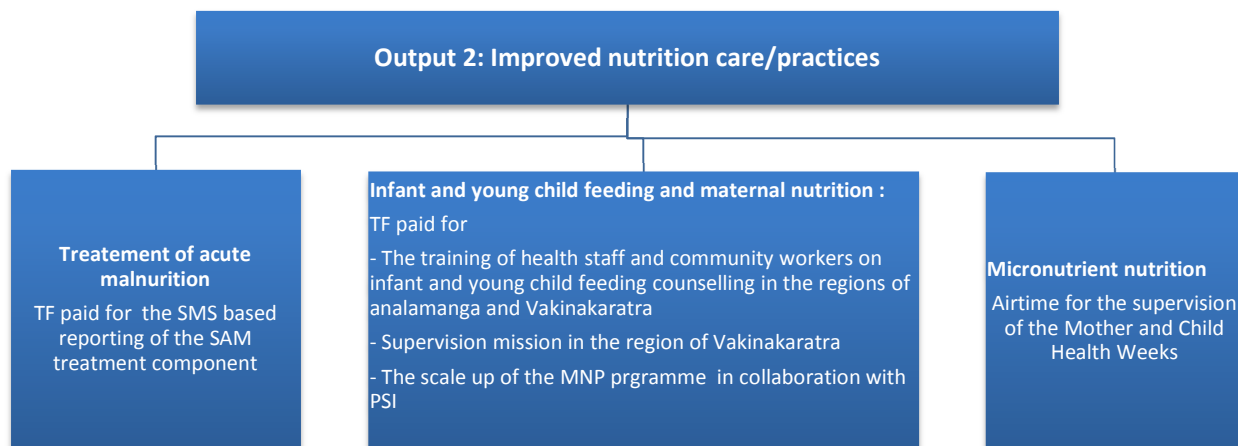 Output 2: Improved nutrition care/practices
Treatement of acute
malnurition
TF paid for  the SMS based
reporting of the SAM
treatment component
Infant and young child feeding and maternal nutrition :
TF paid for
- The training of health staff and community workers on
infant and young child feeding counselling in the regions of
analamanga and Vakinakaratra
- Supervision mission in the region of Vakinakaratra
- The scale up of the MNP prgramme  in collaboration with
PSI
Micronutrient nutrition
Airtime for the supervision
of the Mother and Child
Health Weeks